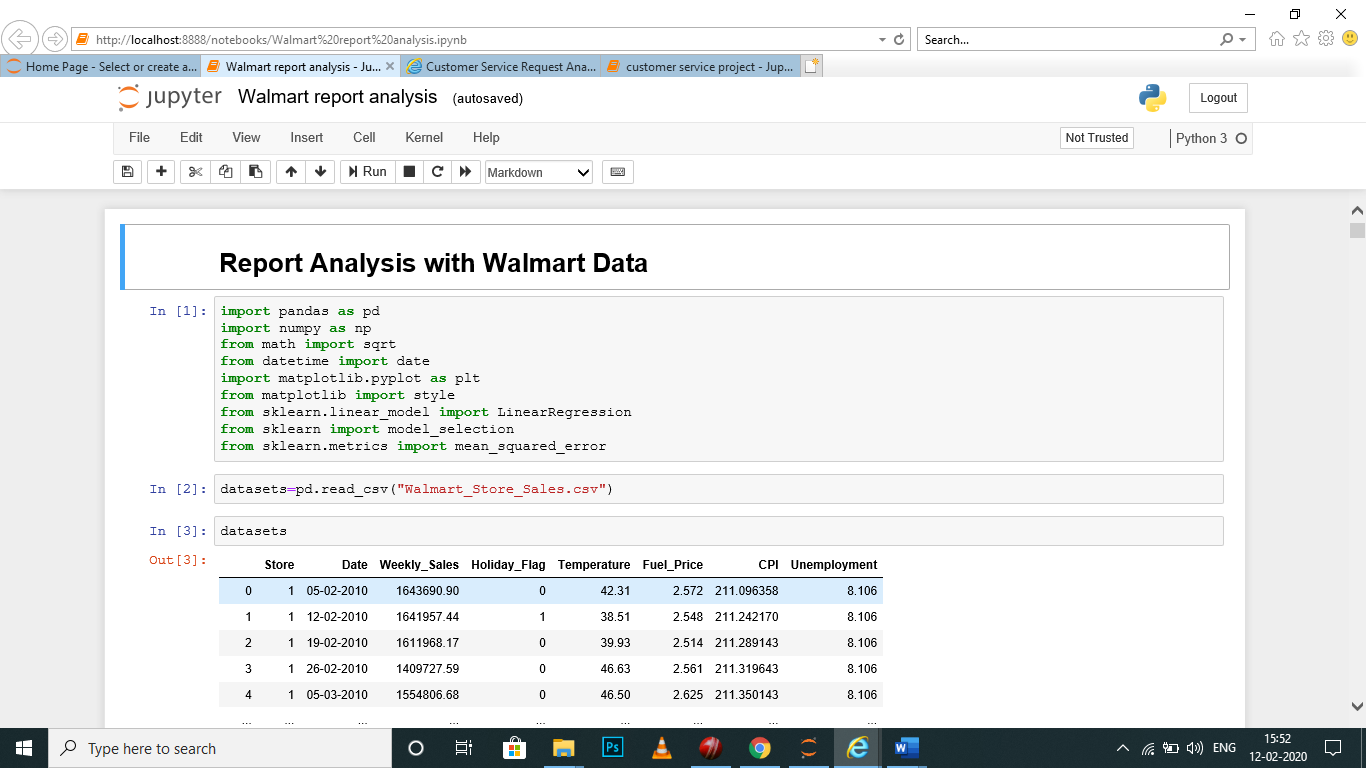 http://localhost:8888/notebooks/Walmart%20report%20analysis.ipynb
Search...
Home Page - Select or create a...
Walmart report analysis - Ju...
Customer Service Request Ana...
customer service project - Jup...
jupyter Walmart report analysis (autosaved)
Logout
File Edit View Insert Cell Kernel Help
Not Trusted
Python 3
Run
Markdown
Report Analysis with Walmart Data
In [1]: import pandas as pd
import numpy as np
from math import sqrt
from datetime import date
import matplotlib.pyplot as plt
from matplotlib import style
from sklearn.linear_model import LinearRegression
from sklearn import model_selection
from sklearn.metrics import mean_squared_error
In [2]: datasets=pd.read_csv("Walmart_Store_Sales.csv")
In [3]: datasets
Out[3]:
Store Date Weekly_Sales Holiday_Flag Temperature Fuel_Price CPI Unemployment
0 1 05-02-2010 1643690.90 0 42.31 2.572 211.096358 8.106
1 1 12-02-2010 1641957.44 1 38.51 2.548 211.242170 8.106
2 1 19-02-2010 1611968.17 0 39.93 2.514 211.289143 8.106
3 1 26-02-2010 1409727.59 0 46.63 2.561 211.319643 8.106
4 1 05-03-2010 1554806.68 0 46.50 2.625 211.350143 8.106
... ... ... ... ... ... ... ... ...
Type here to search
Ps
ENG
15:52
12-02-2020